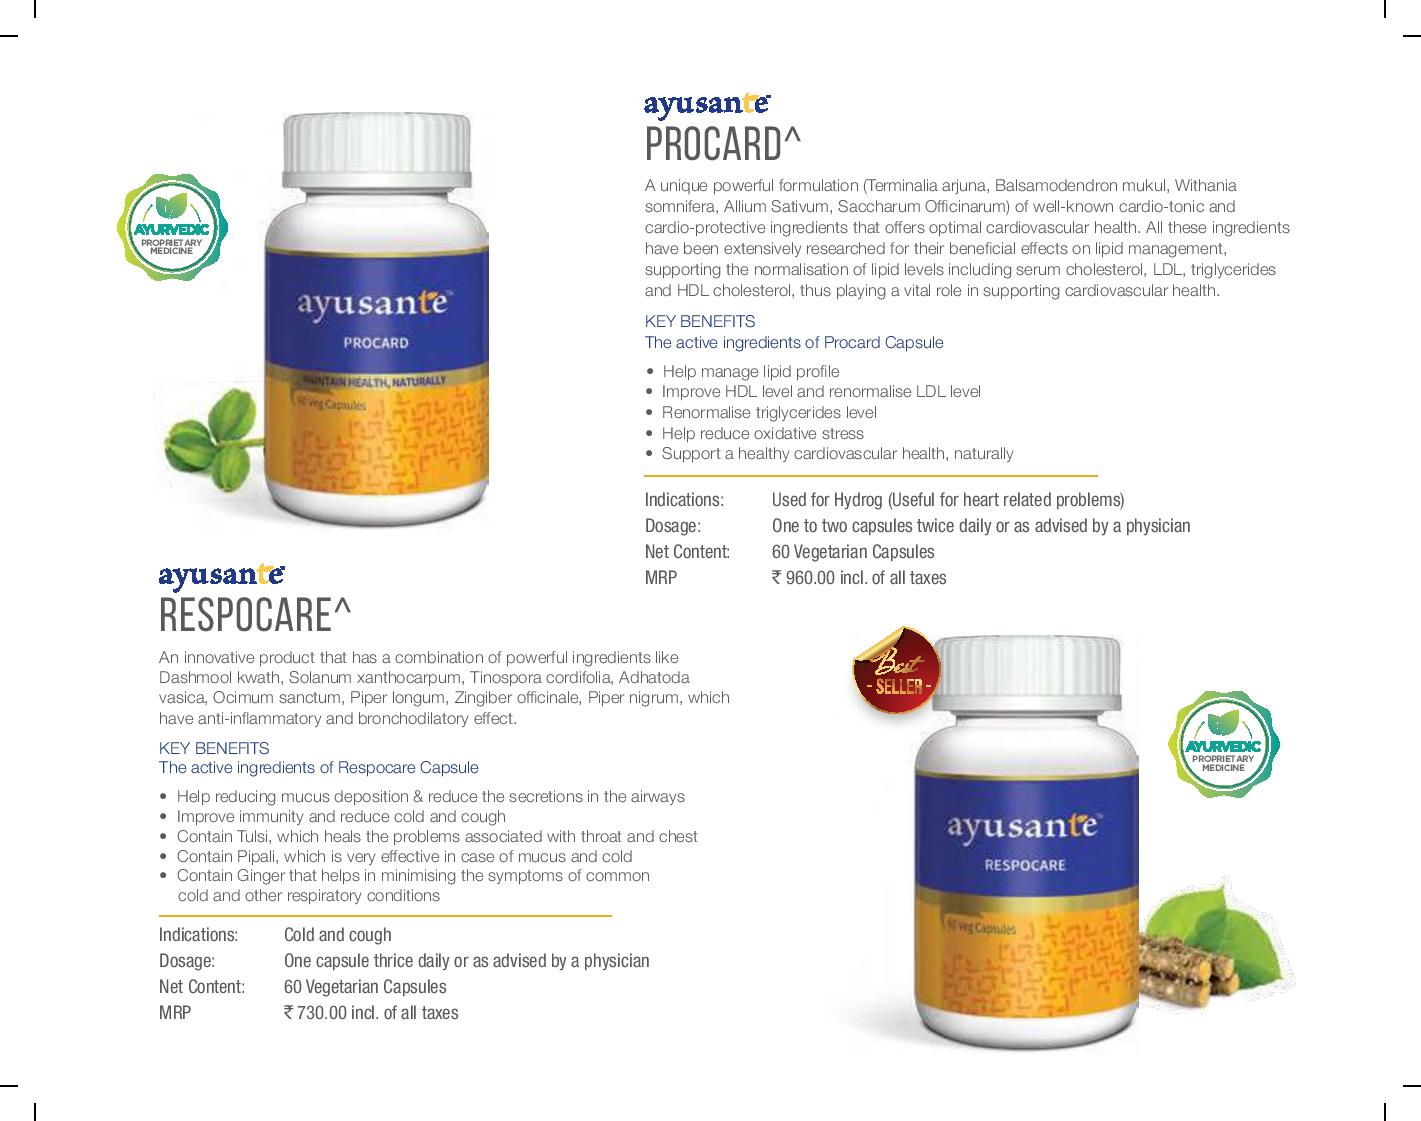 ayusante
PROCARD^
A unique powerful formulation (Terminalia arjuna, Balsamodendron mukul, Withania
somnifera, Allium Sativum, Saccharum Officinarum) of well-known cardio-tonic and
cardio-protective ingredients that offers optimal cardiovascular health. All these ingredients
have been extensively researched for their beneficial effects on lipid management,
supporting the normalisation of lipid levels including serum cholesterol, LDL, triglycerides
and HDL cholesterol, thus playing a vital role in supporting cardiovascular health.
KEY BENEFITS
The active ingredients of Procard Capsule
• Help manage lipid profile
• Improve HDL level and renormalise LDL level
• Renormalise triglycerides level
• Help reduce oxidative stress
• Support a healthy cardiovascular health, naturally
Indications: Used for Hydrog (Useful for heart related problems)
Dosage: One to two capsules twice daily or as advised by a physician
Net Content: 60 Vegetarian Capsules
MRP ₹ 960.00 incl. of all taxes
AYURVEDIC
PROPRIETARY
MEDICINE
ayusante™
PROCARD
MAINTAIN HEALTH, NATURALLY
60 Veg Capsules
ayusante
RESPOCARE^
An innovative product that has a combination of powerful ingredients like
Dashmool kwath, Solanum xanthocarpum, Tinospora cordifolia, Adhatoda
vasica, Ocimum sanctum, Piper longum, Zingiber officinale, Piper nigrum, which
have anti-inflammatory and bronchodilatory effect.
KEY BENEFITS
The active ingredients of Respocare Capsule
• Help reducing mucus deposition & reduce the secretions in the airways
• Improve immunity and reduce cold and cough
• Contain Tulsi, which heals the problems associated with throat and chest
• Contain Pipali, which is very effective in case of mucus and cold
• Contain Ginger that helps in minimising the symptoms of common
cold and other respiratory conditions
Indications: Cold and cough
Dosage: One capsule thrice daily or as advised by a physician
Net Content: 60 Vegetarian Capsules
MRP ₹ 730.00 incl. of all taxes
Best
- SELLER -
AYURVEDIC
PROPRIETARY
MEDICINE
ayusante™
RESPOCARE
60 Veg Capsules